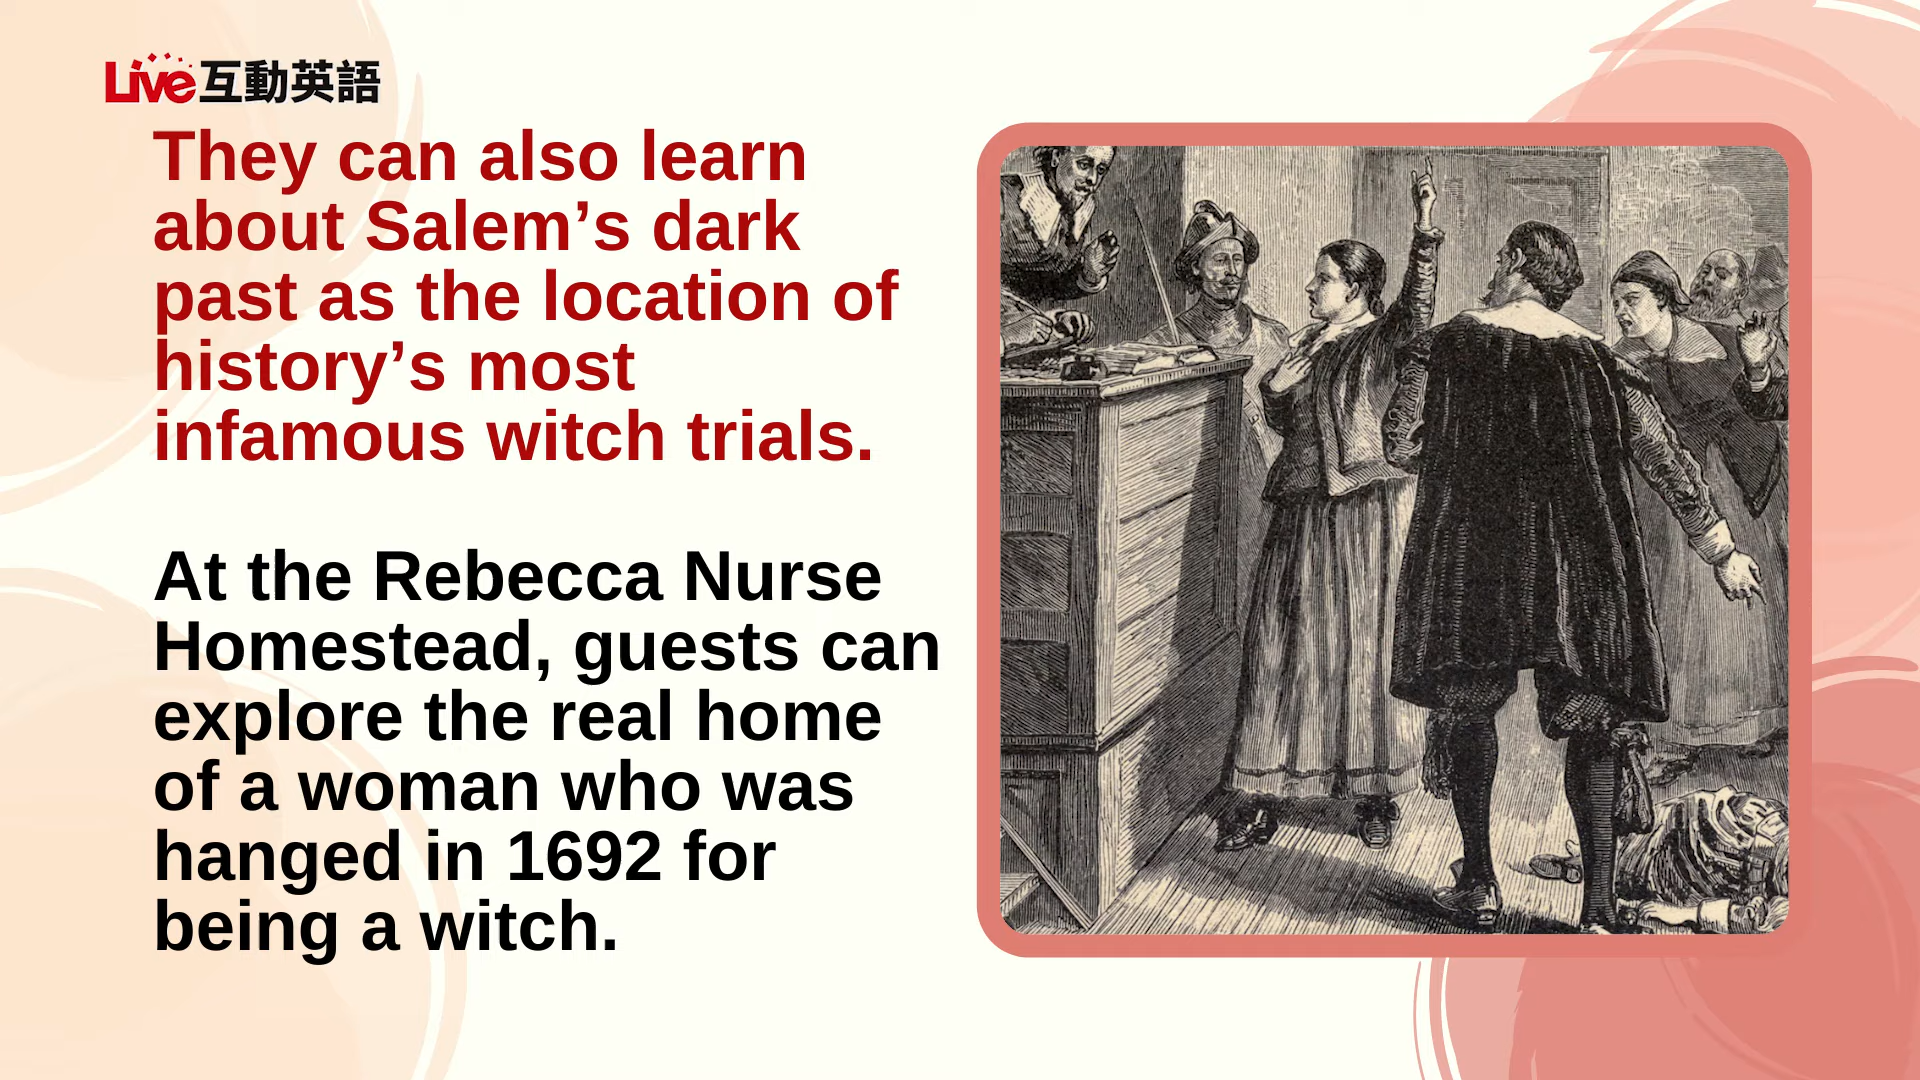 Live互動英語
They can also learn
about Salem’s dark
past as the location of
history’s most
infamous witch trials.
At the Rebecca Nurse
Homestead, guests can
explore the real home
of a woman who was
hanged in 1692 for
being a witch.